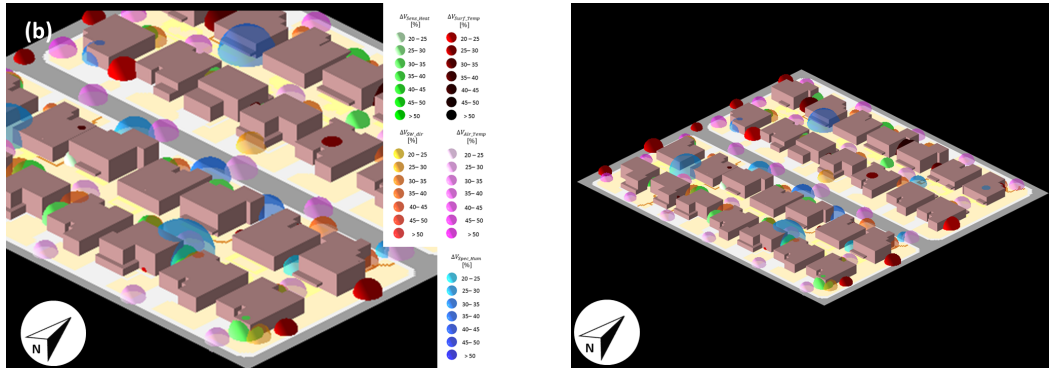 (b)
ΔV_Sens_Heat ΔV_Surf_Temp
[%] [%]
20–25 20–25
25–30 25–30
30–35 30–35
35–40 35–40
40–45 40–45
45–50 45–50
> 50 > 50
ΔV_SW_dir ΔV_Air_Temp
[%] [%]
20–25 20–25
25–30 25–30
30–35 30–35
35–40 35–40
40–45 40–45
45–50 45–50
> 50 > 50
ΔV_Spec_Hum
[%]
20–25
25–30
30–35
35–40
40–45
45–50
> 50
N
N